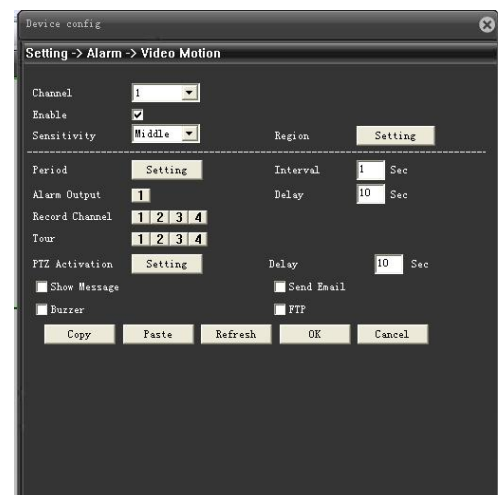 Device config
Setting -> Alarm -> Video Motion
Channel 1
Enable
Sensitivity Middle Region Setting
Period Setting Interval 1 Sec
Alarm Output 1 Delay 10 Sec
Record Channel 1 2 3 4
Tour 1 2 3 4
PTZ Activation Setting Delay 10 Sec
Show Message Send Email
Buzzer FTP
Copy Paste Refresh OK Cancel